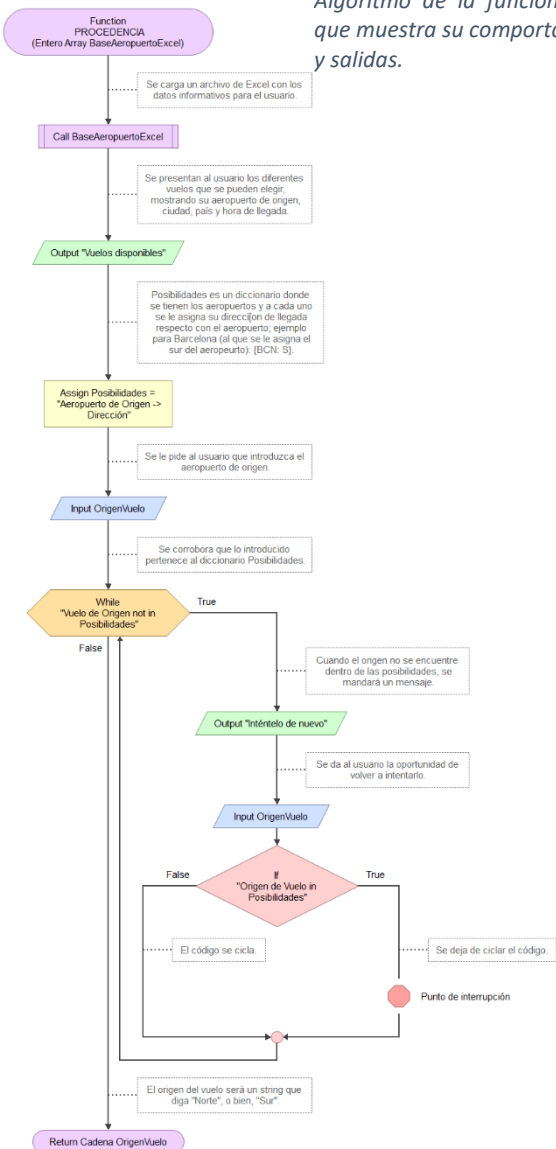 Algoritmo de la función
que muestra su comporta
y salidas.
Function
PROCEDENCIA
(Entero Array BaseAeropuertoExcel)
Se carga un archivo de Excel con los
datos informativos para el usuario.
Call BaseAeropuertoExcel
Se presentan al usuario los diferentes
vuelos que se pueden elegir,
mostrando su aeropuerto de origen,
ciudad, país y hora de llegada.
Output "Vuelos disponibles"
Posibilidades es un diccionario donde
se tienen los aeropuertos y a cada uno
se le asigna su direcci[on de llegada
respecto con el aeropuerto; ejemplo
para Barcelona (al que se le asigna el
sur del aeropeurto): {BCN: S}.
Assign Posibilidades =
"Aeropuerto de Origen ->
Dirección"
Se le pide al usuario que introduzca el
aeropuerto de origen.
Input OrigenVuelo
Se corrobora que lo introducido
pertenece al diccionario Posibilidades.
While
"Vuelo de Origen not in
Posibilidades"
True
False
Cuando el origen no se encuentre
dentro de las posibilidades, se
mandará un mensaje.
Output "Inténtelo de nuevo"
Se da al usuario la oportunidad de
volver a intentarlo.
Input OrigenVuelo
False
If
"Origen de Vuelo in
Posibilidades"
True
El código se cicla.
Se deja de ciclar el código.
Punto de interrupción
El origen del vuelo será un string que
diga "Norte", o bien, "Sur".
Return Cadena OrigenVuelo